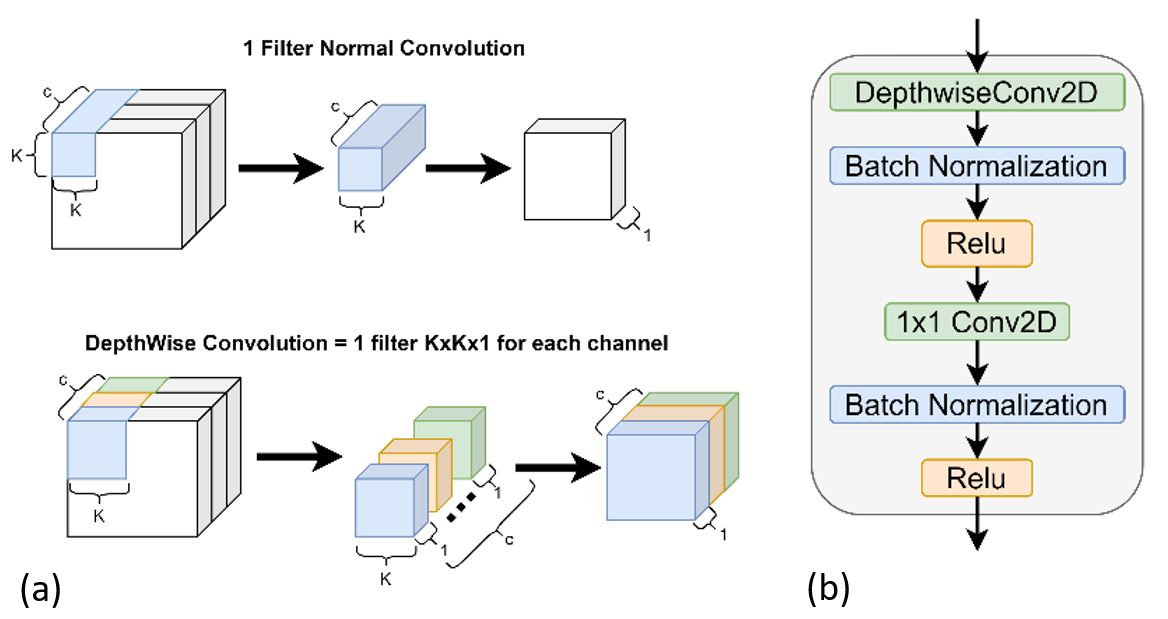 1 Filter Normal Convolution
c
K
K
c
K
1
DepthWise Convolution = 1 filter KxKx1 for each channel
c
K
1
1
c
K
c
1
(a)
DepthwiseConv2D
Batch Normalization
Relu
1x1 Conv2D
Batch Normalization
Relu
(b)